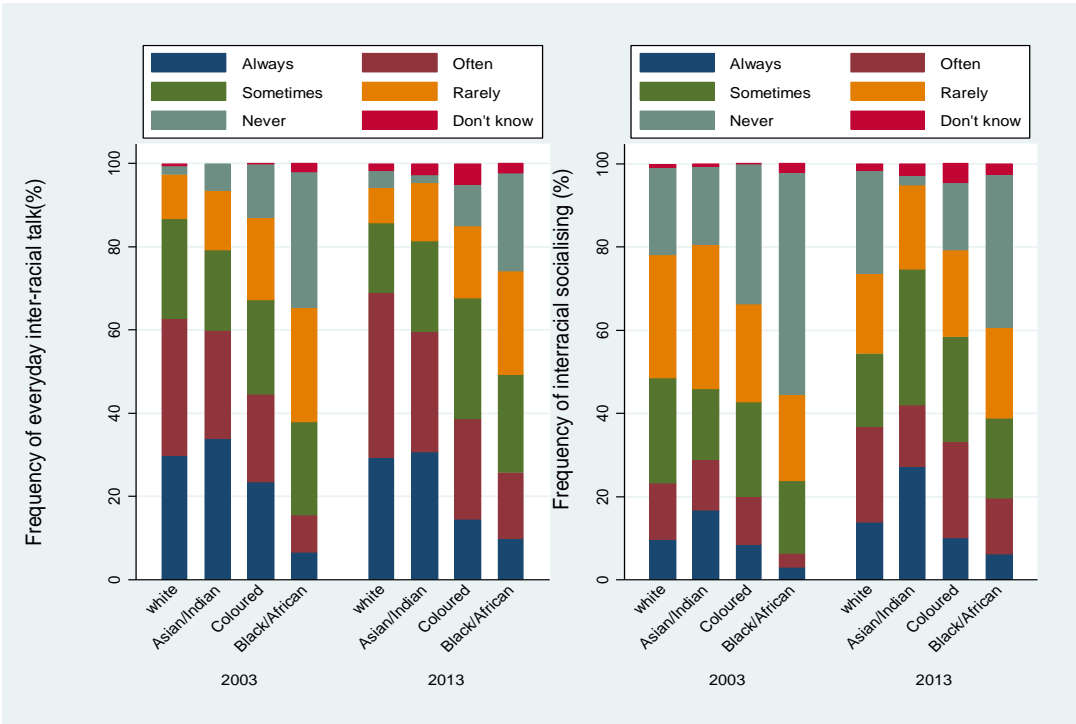 Always Often
Sometimes Rarely
Never Don't know
Frequency of everyday inter-racial talk(%)
100
80
60
40
20
0
white Asian/Indian Coloured Black/African white Asian/Indian Coloured Black/African
2003 2013
Always Often
Sometimes Rarely
Never Don't know
Frequency of interracial socialising (%)
100
80
60
40
20
0
white Asian/Indian Coloured Black/African white Asian/Indian Coloured Black/African
2003 2013